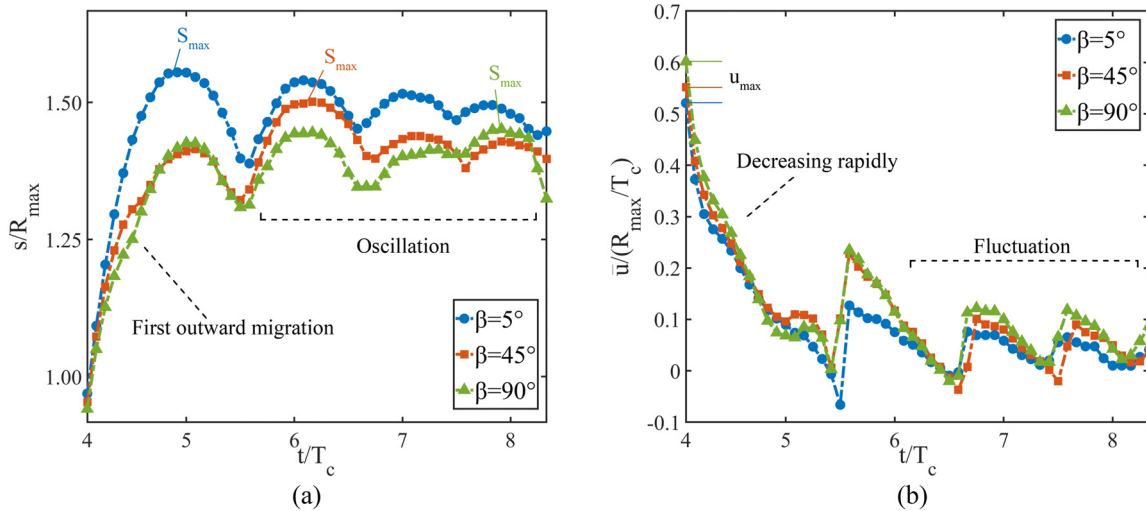 (a)
s/R_max
1.50
1.25
1.00
S_max
S_max
S_max
Oscillation
First outward migration
β=5°
β=45°
β=90°
4
5
6
7
8
t/T_c
(b)
ū/(R_max/T_c)
0.7
0.6
0.5
0.4
0.3
0.2
0.1
0
-0.1
u_max
Decreasing rapidly
Fluctuation
β=5°
β=45°
β=90°
4
5
6
7
8
t/T_c